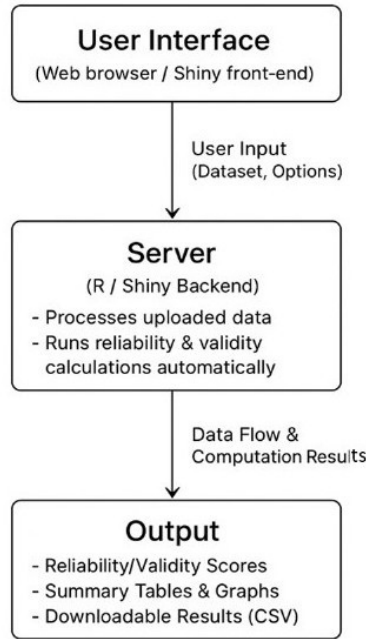 User Interface
(Web browser / Shiny front-end)
User Input
(Dataset, Options)
Server
(R / Shiny Backend)
- Processes uploaded data
- Runs reliability & validity
calculations automatically
Data Flow &
Computation Results
Output
- Reliability/Validity Scores
- Summary Tables & Graphs
- Downloadable Results (CSV)